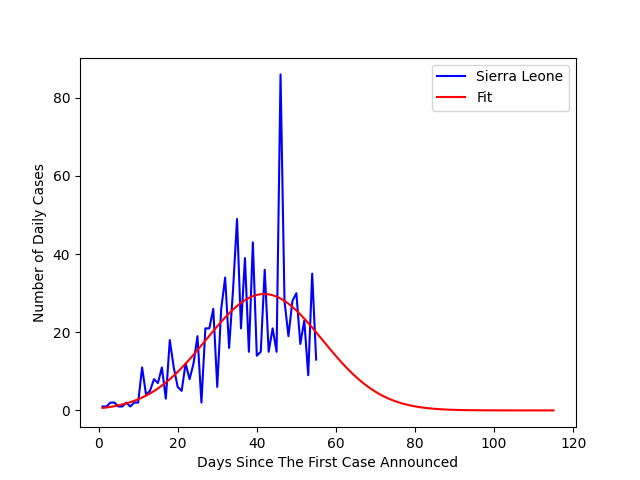 Sierra Leone
Fit
80
60
40
20
0
Number of Daily Cases
0 20 40 60 80 100 120
Days Since The First Case Announced